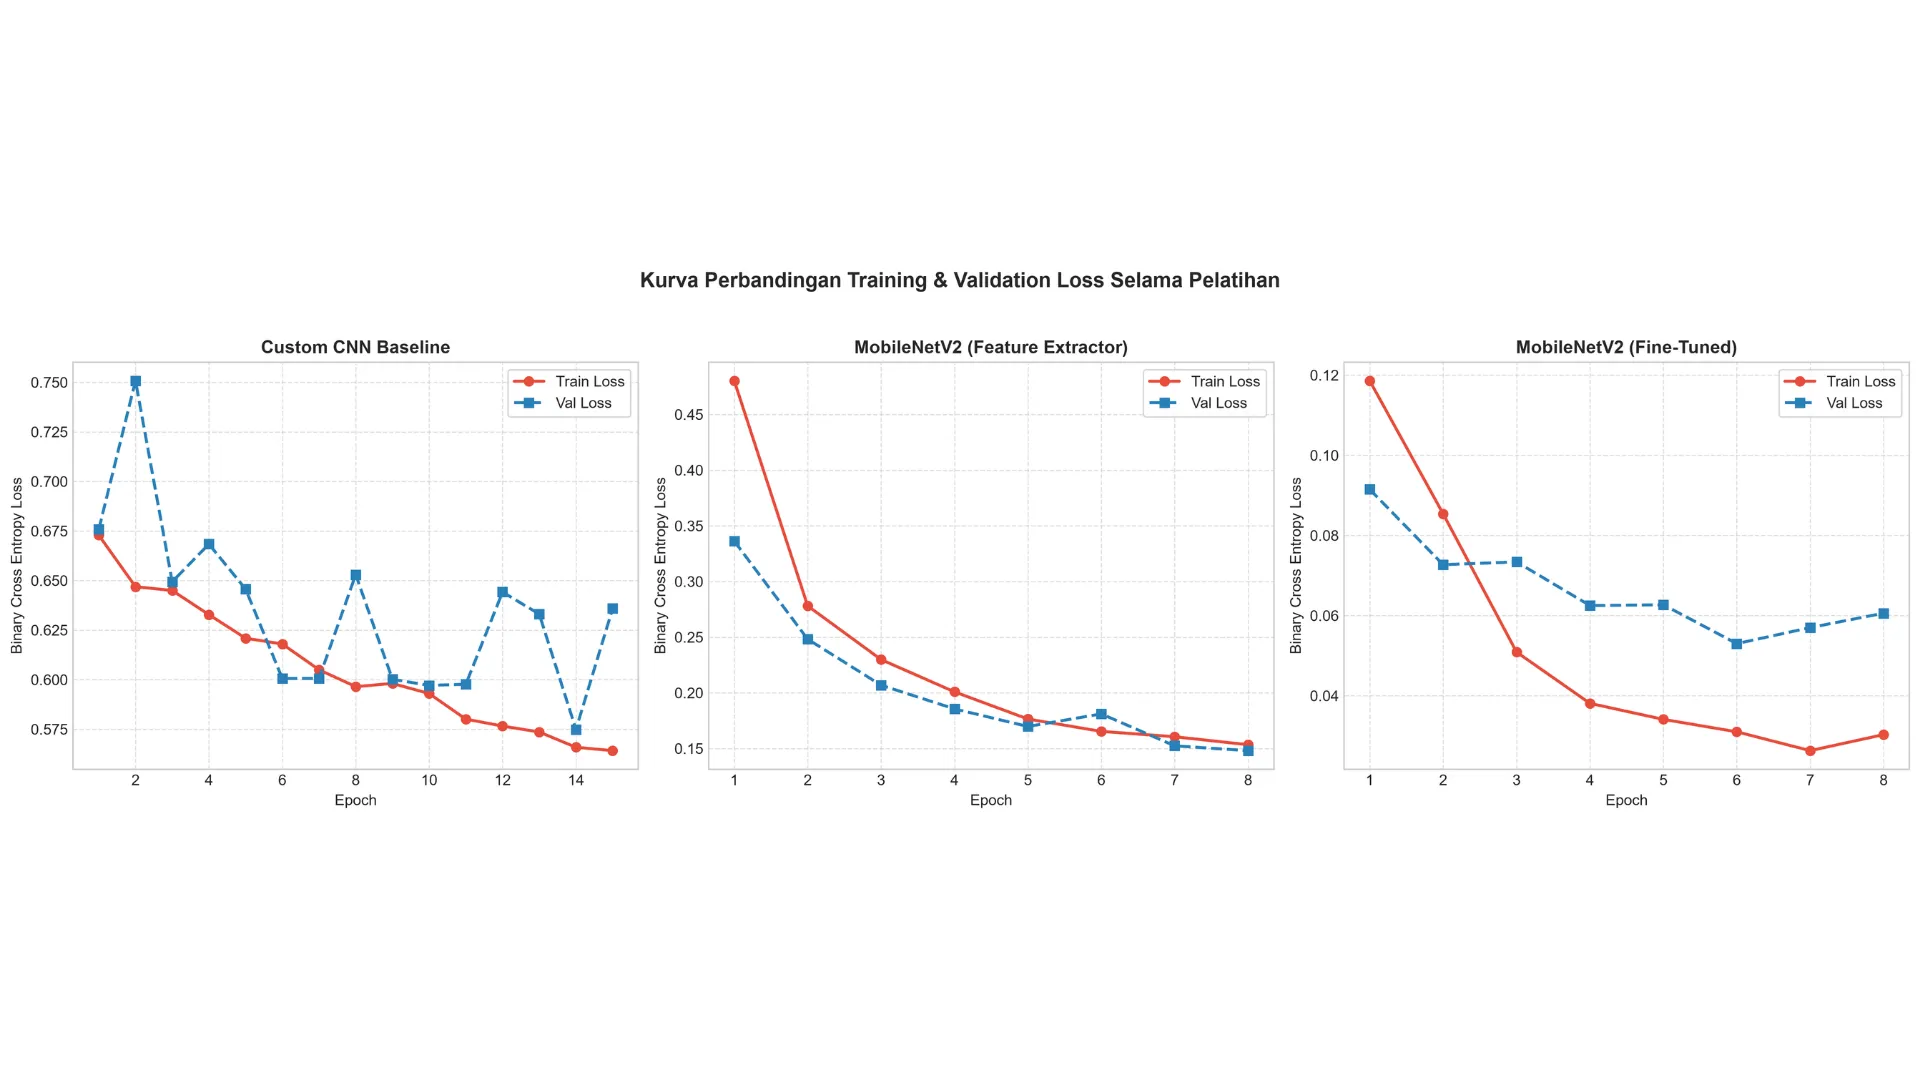 Kurva Perbandingan Training & Validation Loss Selama Pelatihan
Custom CNN Baseline
Binary Cross Entropy Loss
0.750
0.725
0.700
0.675
0.650
0.625
0.600
0.575
Train Loss
Val Loss
2 4 6 8 10 12 14
Epoch
MobileNetV2 (Feature Extractor)
Binary Cross Entropy Loss
0.45
0.40
0.35
0.30
0.25
0.20
0.15
Train Loss
Val Loss
1 2 3 4 5 6 7 8
Epoch
MobileNetV2 (Fine-Tuned)
Binary Cross Entropy Loss
0.12
0.10
0.08
0.06
0.04
Train Loss
Val Loss
1 2 3 4 5 6 7 8
Epoch